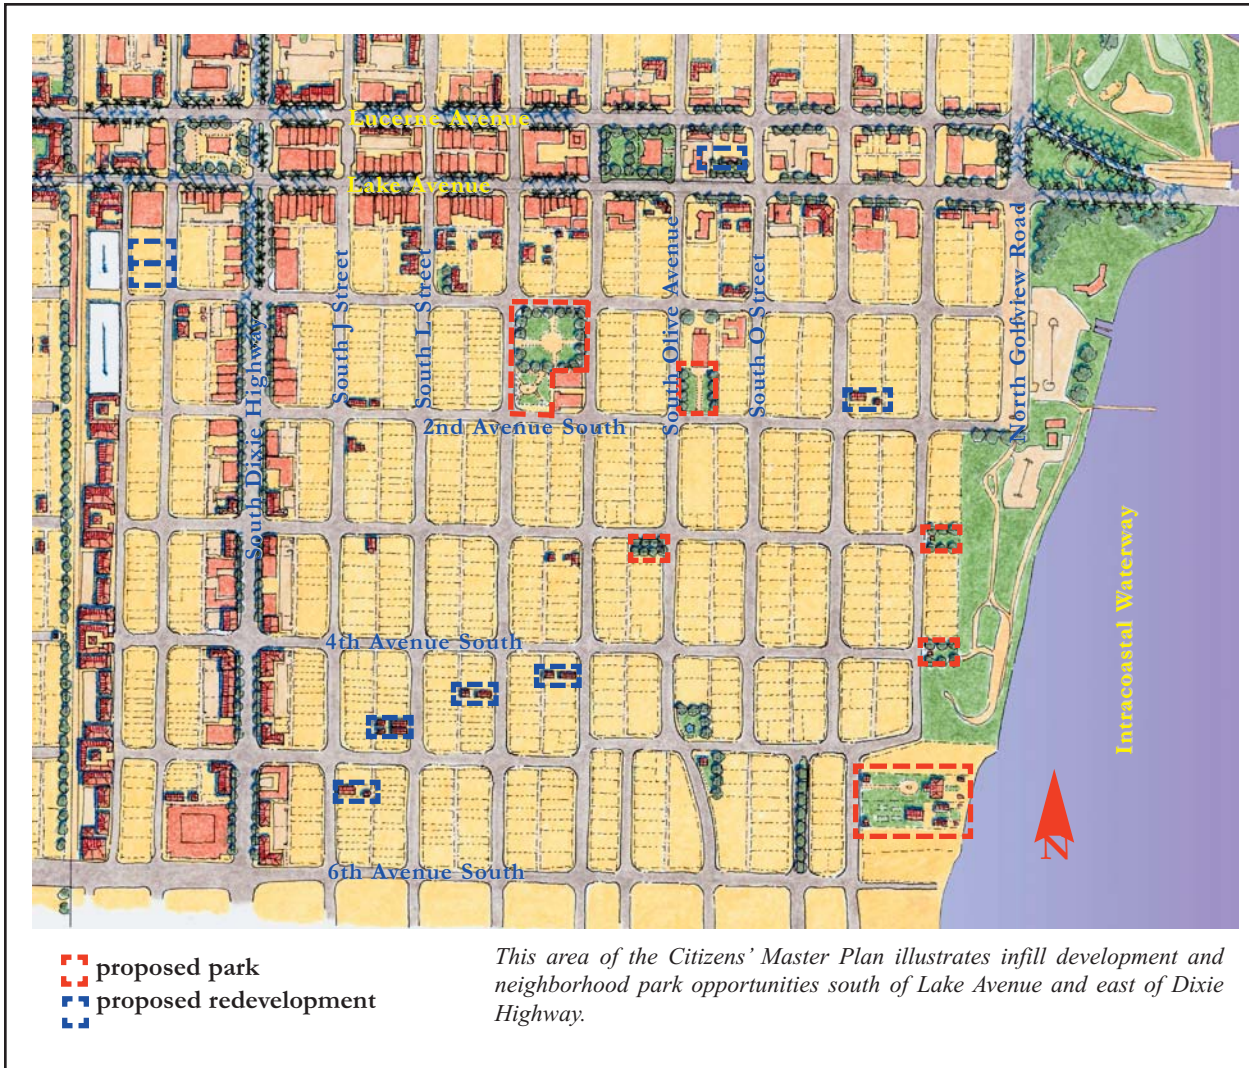 Lucerne Avenue
Lake Avenue
South Dixie Highway
South J Street
South L Street
South Olive Avenue
South O Street
North Golfview Road
2nd Avenue South
Intracoastal Waterway
4th Avenue South
6th Avenue South
N
proposed park
proposed redevelopment
This area of the Citizens’ Master Plan illustrates infill development and
neighborhood park opportunities south of Lake Avenue and east of Dixie
Highway.